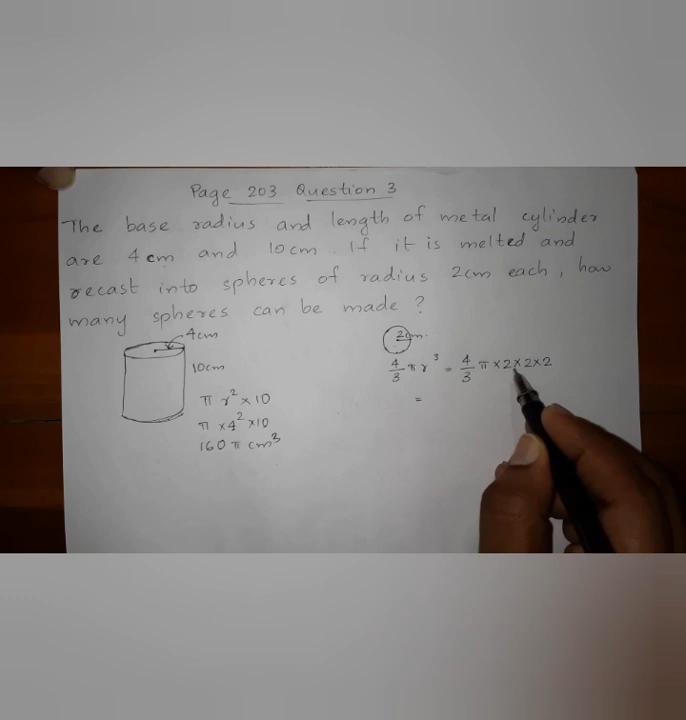 Page 203 Question 3
The base radius and length of metal cylinder
are 4 cm and 10 cm. If it is melted and
recast into spheres of radius 2cm each, how
many spheres can be made ?
4cm
10cm
π r² × 10
π × 4² × 10
160 π cm³
2cm.
4/3 π r³ = 4/3 π × 2 × 2 × 2
=